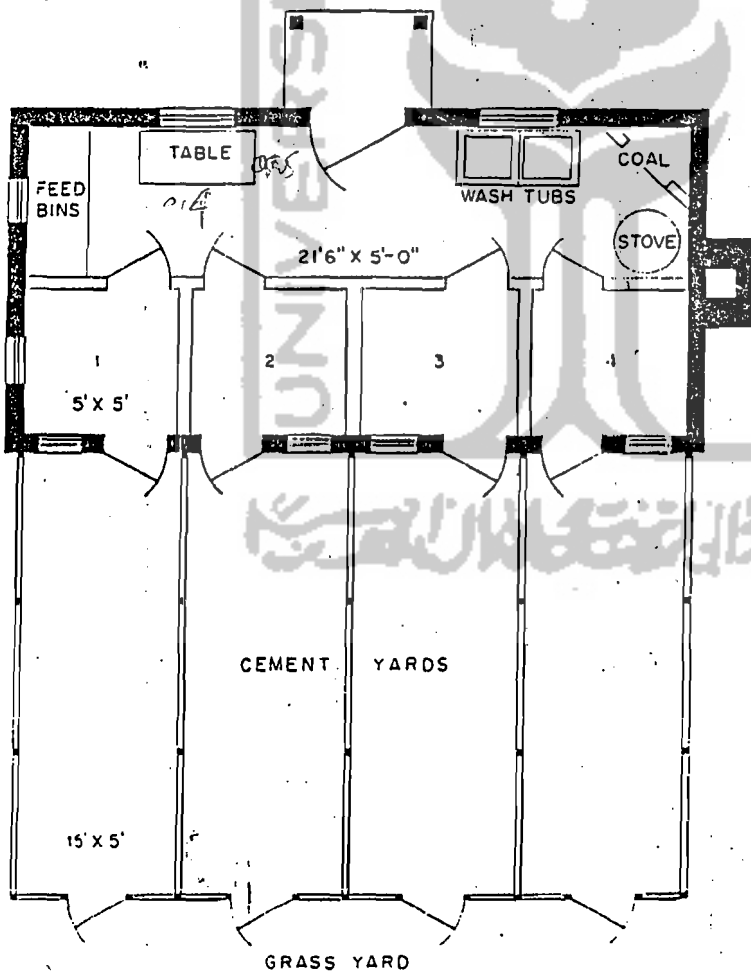 TABLE
COAL
FEED
BINS
WASH TUBS
STOVE
21'6" X 5'-0"
1
2
3
4
5' X 5'
CEMENT YARDS
15' X 5'
GRASS YARD
UNIVERSI